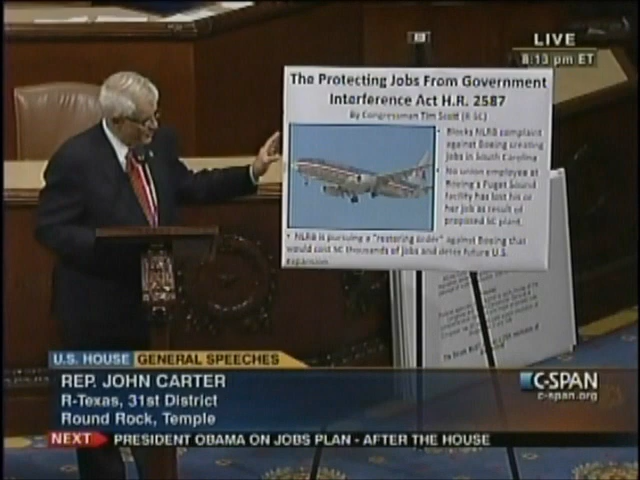 LIVE
8:13 pm ET
The Protecting Jobs From Government
Interference Act H.R. 2587
By Congressman Tim Scott (R-SC)
• Blocks NLRB complaint
against Boeing creating
jobs in South Carolina
• No union employee at
Boeing's Puget Sound
facility has lost his or
her job as result of
proposed SC plant.
• NLRB is pursuing a "restoring order" against Boeing that
would cost SC thousands of jobs and deter future U.S.
expansion.
U.S. HOUSE GENERAL SPEECHES
REP. JOHN CARTER
R-Texas, 31st District
Round Rock, Temple
C-SPAN
c-span.org
NEXT PRESIDENT OBAMA ON JOBS PLAN - AFTER THE HOUSE